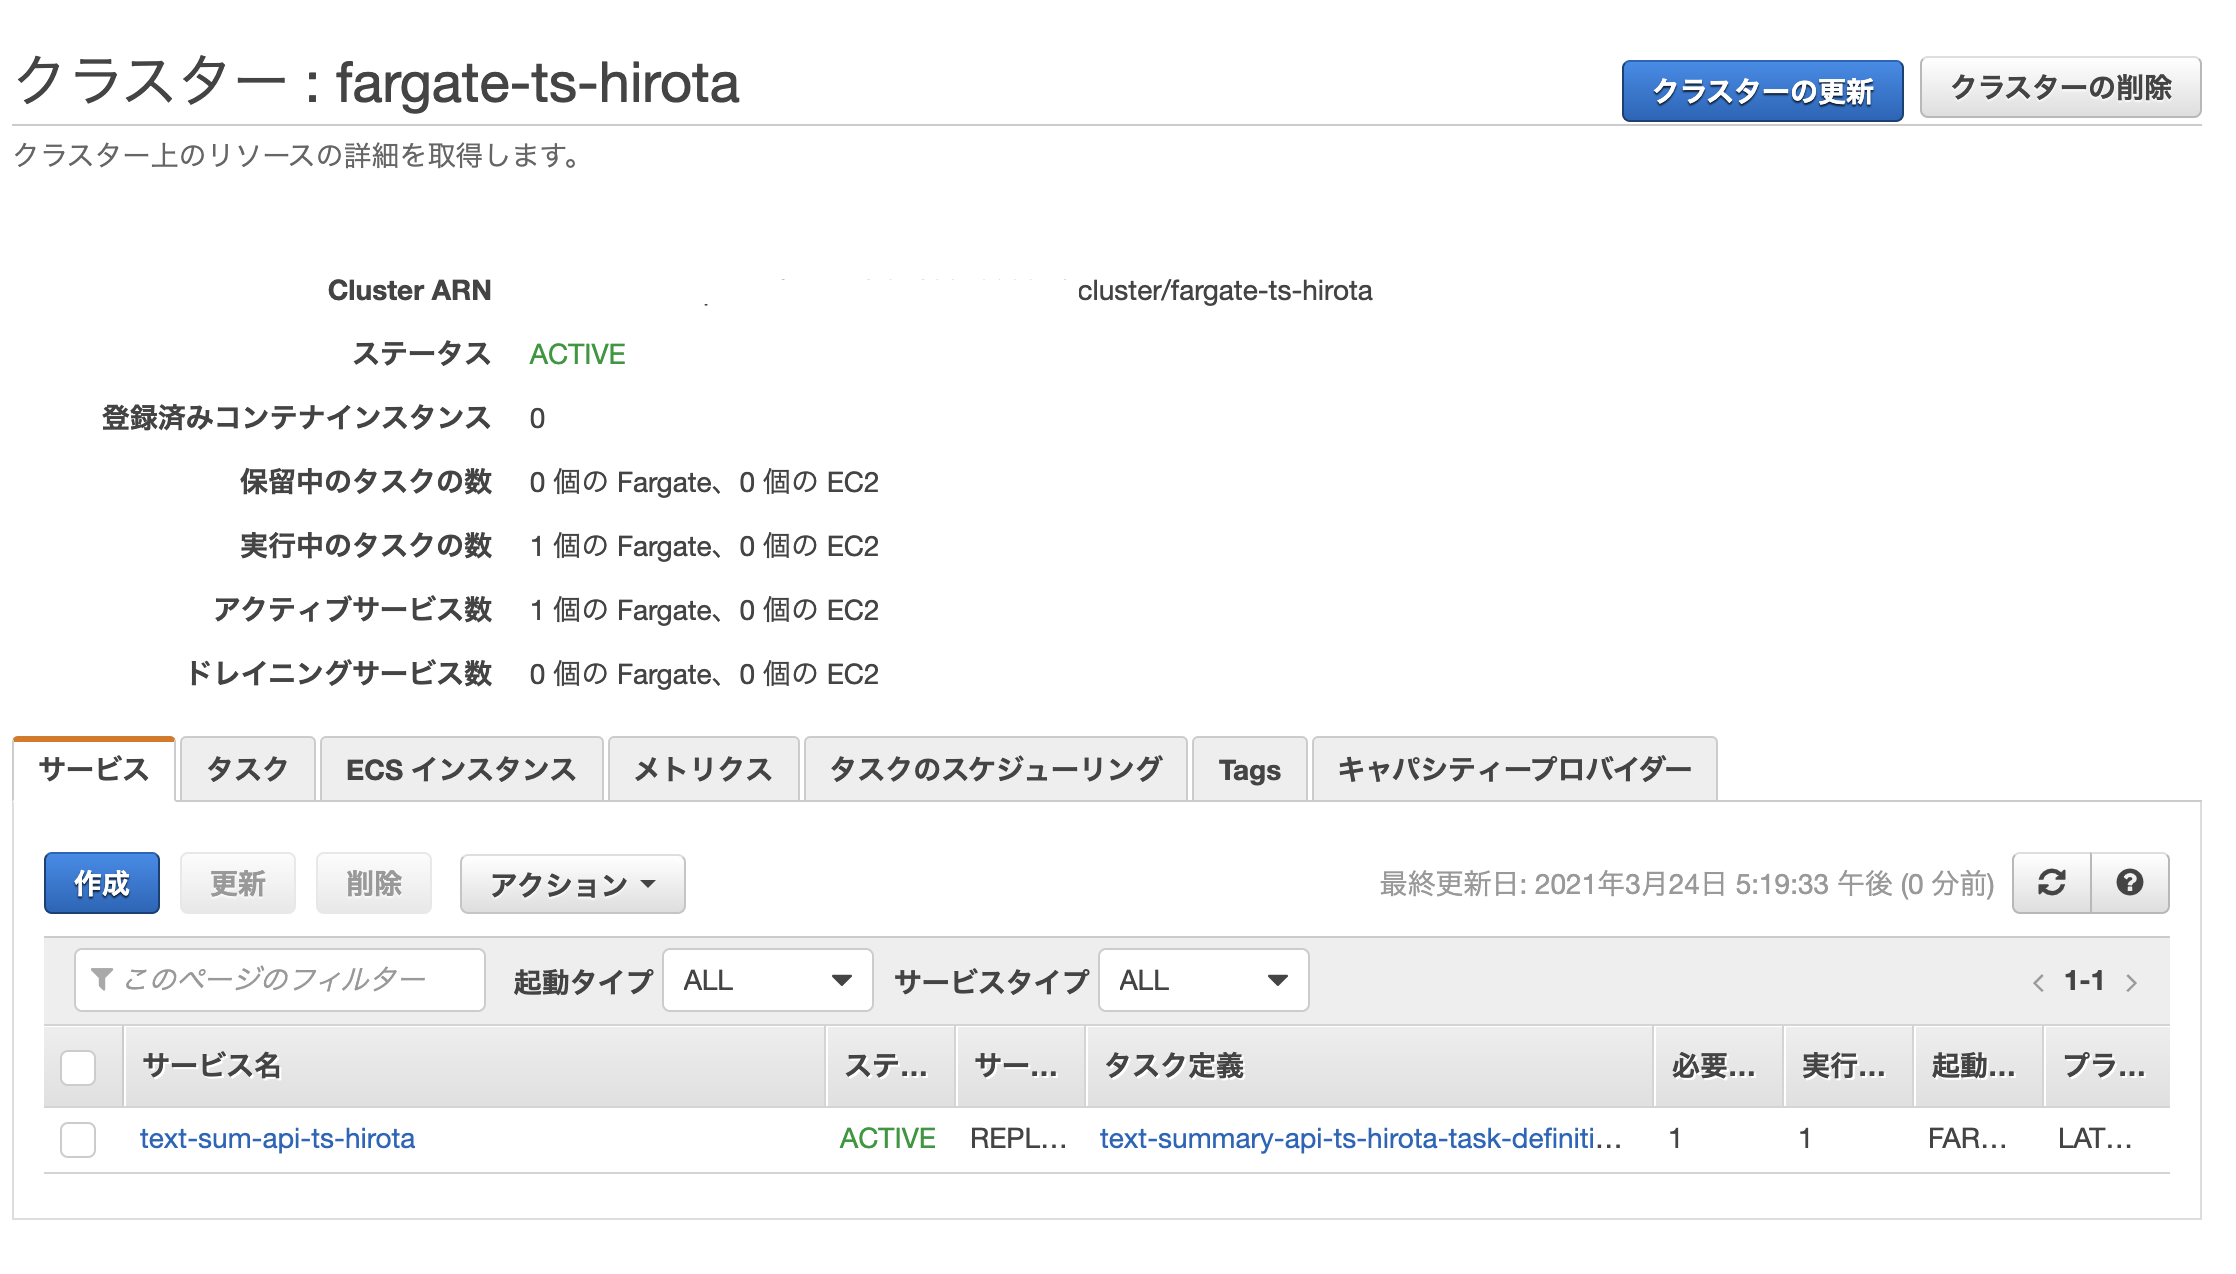 クラスター : fargate-ts-hirota
クラスターの更新
クラスターの削除
クラスター上のリソースの詳細を取得します。
Cluster ARN cluster/fargate-ts-hirota
ステータス ACTIVE
登録済みコンテナインスタンス 0
保留中のタスクの数 0 個の Fargate、0 個の EC2
実行中のタスクの数 1 個の Fargate、0 個の EC2
アクティブサービス数 1 個の Fargate、0 個の EC2
ドレイニングサービス数 0 個の Fargate、0 個の EC2
サービス タスク ECS インスタンス メトリクス タスクのスケジューリング Tags キャパシティープロバイダー
作成 更新 削除 アクション 最終更新日: 2021年3月24日 5:19:33 午後 (0 分前)
このページのフィルター 起動タイプ ALL サービスタイプ ALL 1-1
サービス名 ステ... サー... タスク定義 必要... 実行... 起動... プラ...
text-sum-api-ts-hirota ACTIVE REPL... text-summary-api-ts-hirota-task-definiti... 1 1 FAR... LAT...